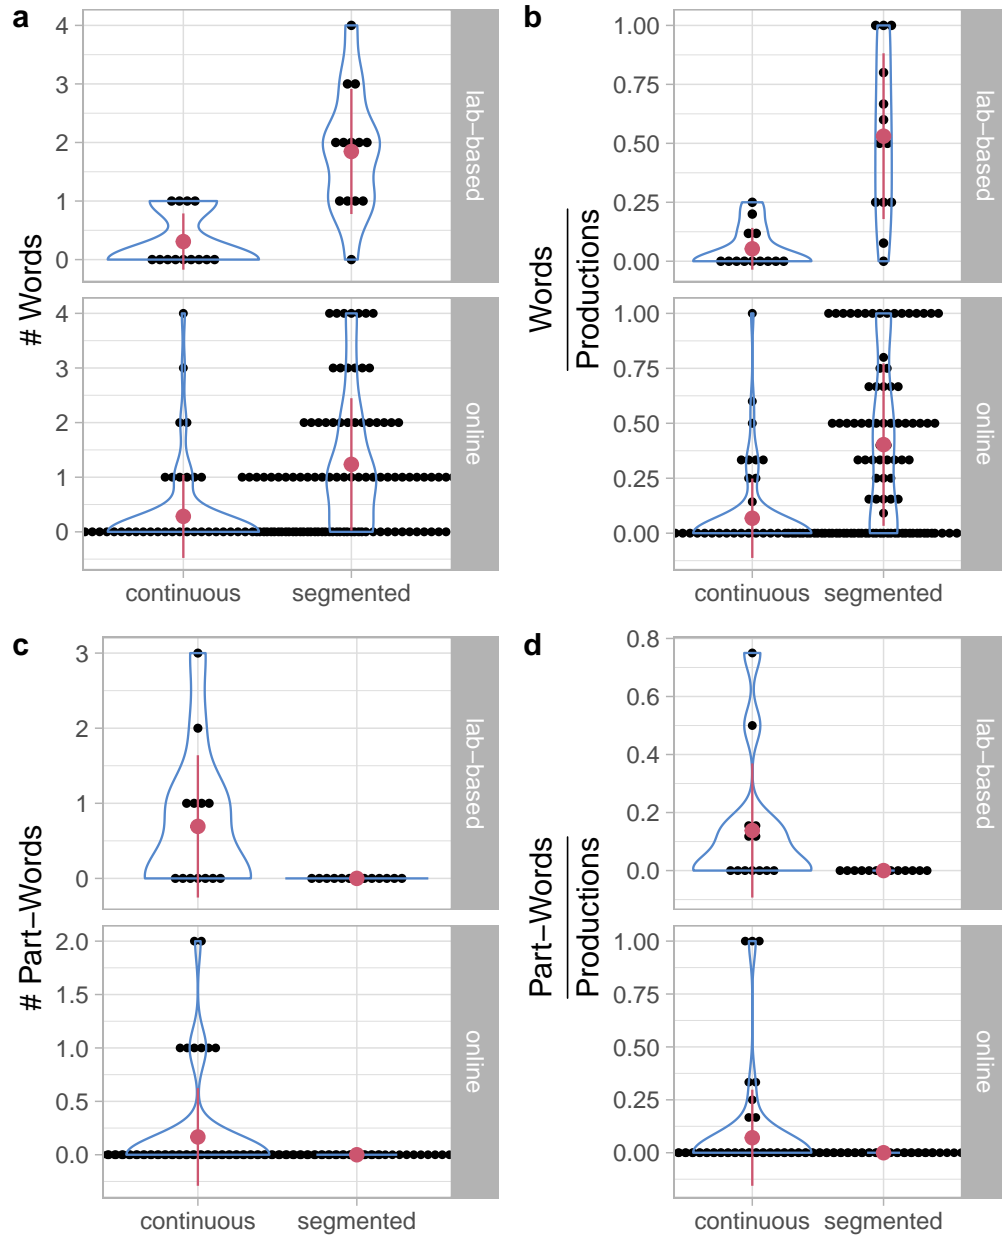 a
# Words
4
3
2
1
0
lab−based
4
3
2
1
0
online
continuous segmented
b
Words
Productions
1.00
0.75
0.50
0.25
0.00
lab−based
1.00
0.75
0.50
0.25
0.00
online
continuous segmented
c
# Part−Words
3
2
1
0
lab−based
2.0
1.5
1.0
0.5
0.0
online
continuous segmented
d
Part−Words
Productions
0.8
0.6
0.4
0.2
0.0
lab−based
1.00
0.75
0.50
0.25
0.00
online
continuous segmented